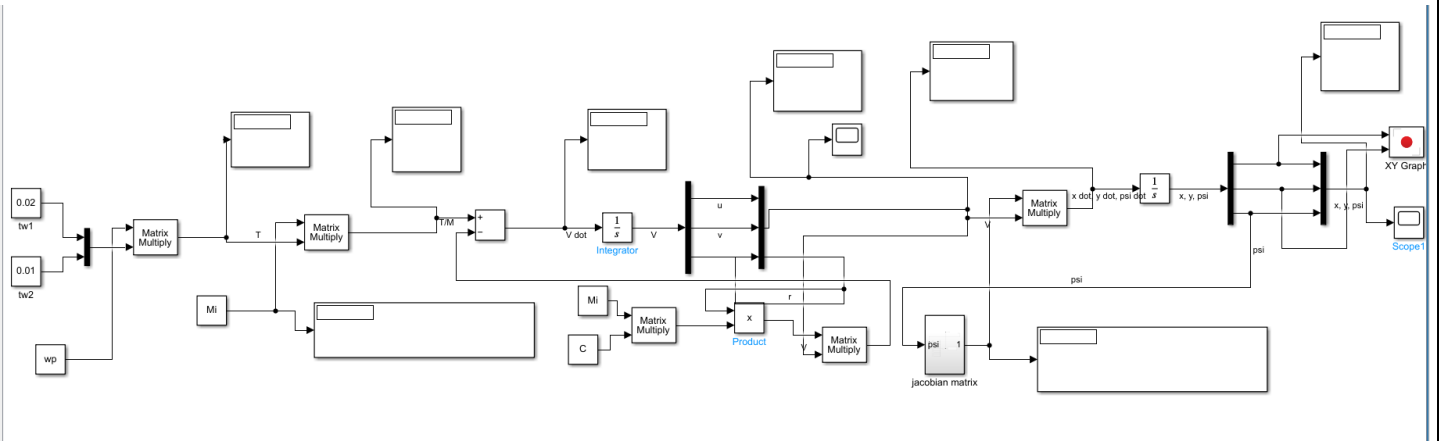 0.02
tw1
0.01
tw2
wp
Matrix
Multiply
T
Mi
Matrix
Multiply
T/M
+
−
V dot
1
s
Integrator
V
u
v
r
Mi
C
Matrix
Multiply
x
Product
V
Matrix
Multiply
V
Matrix
Multiply
x dot, y dot, psi dot
1
s
x, y, psi
psi
psi
psi
1
jacobian matrix
x, y, psi
XY Graph
Scope1